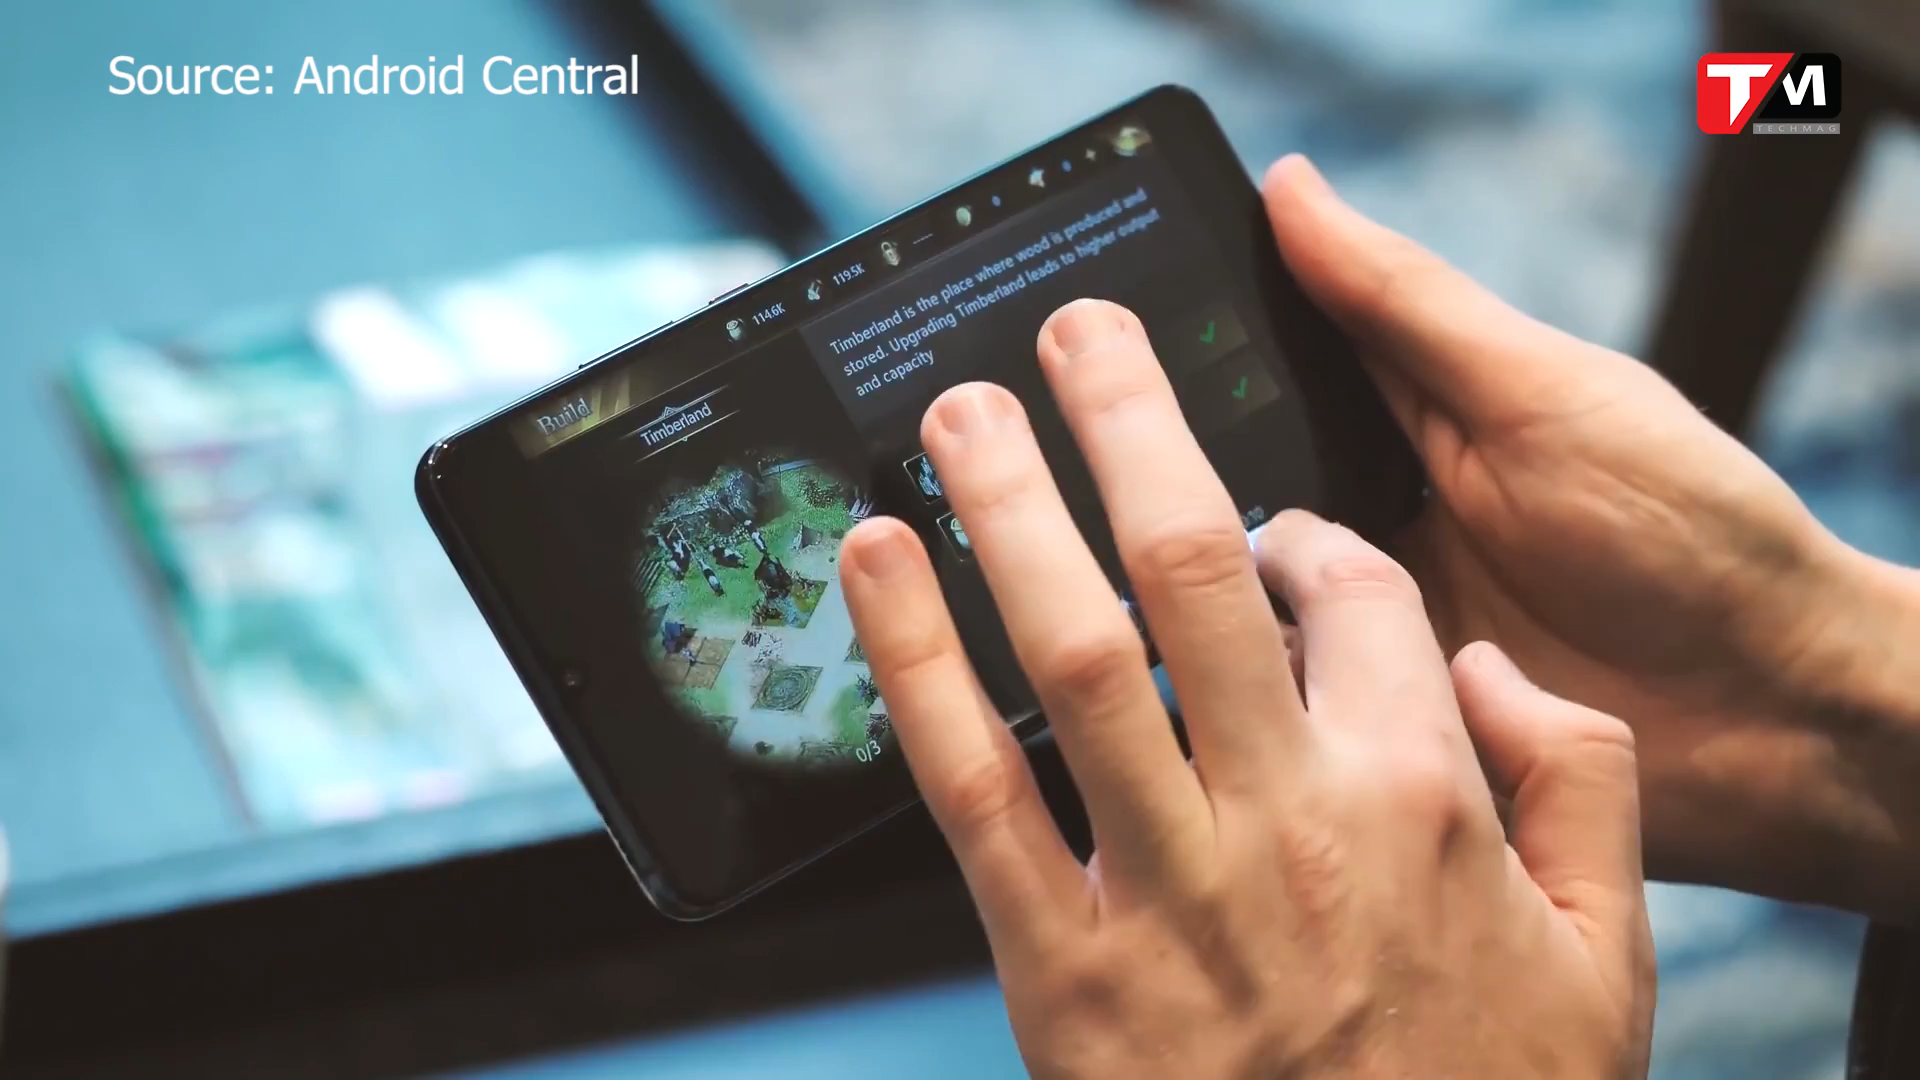 Source: Android Central
TM
TECHMAG
114.6K
119.5K
Timberland is the place where wood is produced and
stored. Upgrading Timberland leads to higher output
and capacity
Build
Timberland
0/3